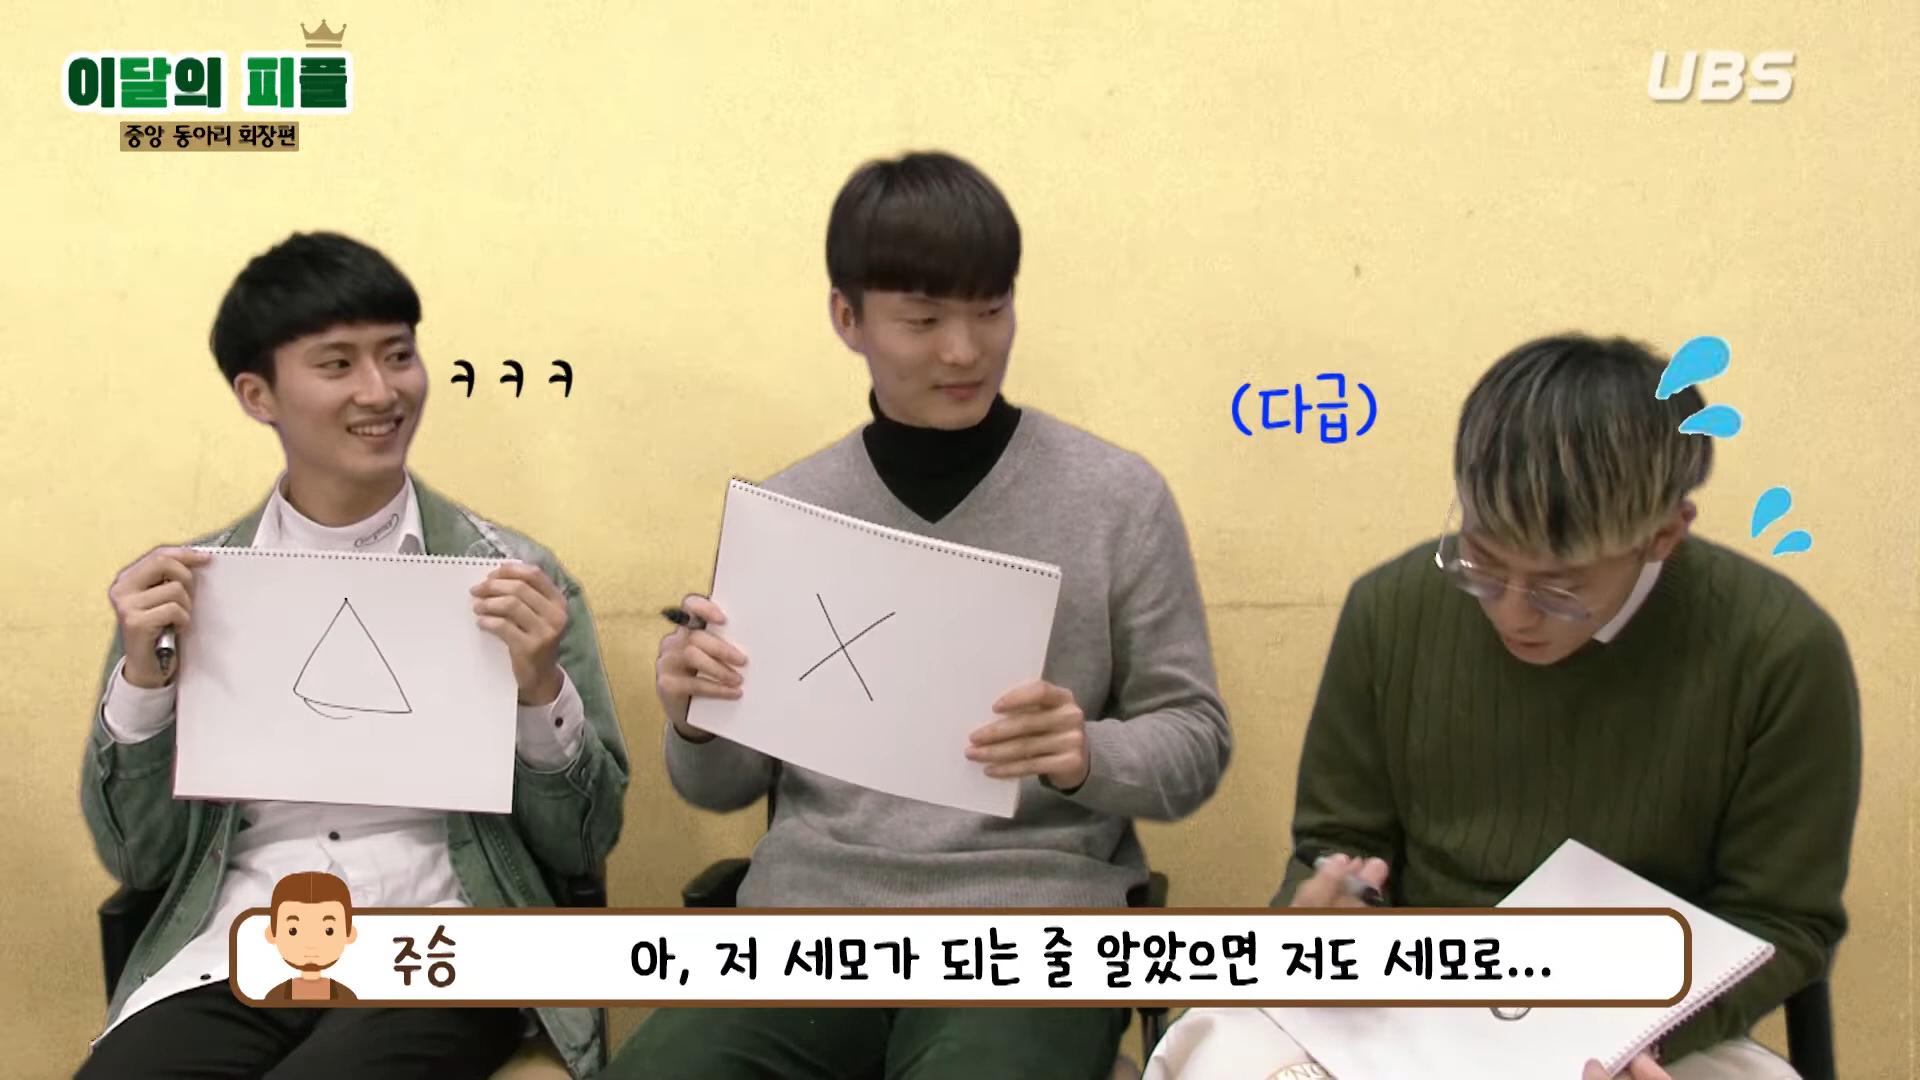 이달의 피플
중앙 동아리 회장편
UBS
ㅋㅋㅋ
(다급)
주승
아, 저 세모가 되는 줄 알았으면 저도 세모로...